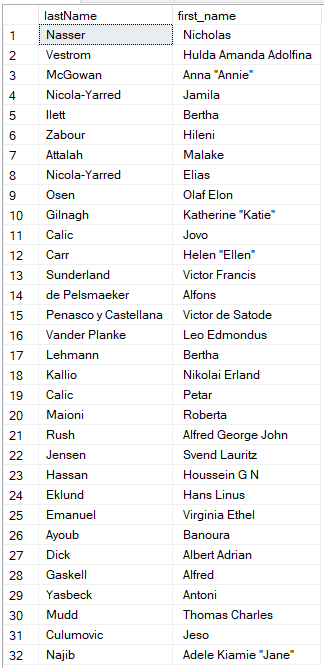 lastName first_name
1 Nasser Nicholas
2 Vestrom Hulda Amanda Adolfina
3 McGowan Anna "Annie"
4 Nicola-Yarred Jamila
5 Ilett Bertha
6 Zabour Hileni
7 Attalah Malake
8 Nicola-Yarred Elias
9 Osen Olaf Elon
10 Gilnagh Katherine "Katie"
11 Calic Jovo
12 Carr Helen "Ellen"
13 Sunderland Victor Francis
14 de Pelsmaeker Alfons
15 Penasco y Castellana Victor de Satode
16 Vander Planke Leo Edmondus
17 Lehmann Bertha
18 Kallio Nikolai Erland
19 Calic Petar
20 Maioni Roberta
21 Rush Alfred George John
22 Jensen Svend Lauritz
23 Hassan Houssein G N
24 Eklund Hans Linus
25 Emanuel Virginia Ethel
26 Ayoub Banoura
27 Dick Albert Adrian
28 Gaskell Alfred
29 Yasbeck Antoni
30 Mudd Thomas Charles
31 Culumovic Jeso
32 Najib Adele Kiamie "Jane"